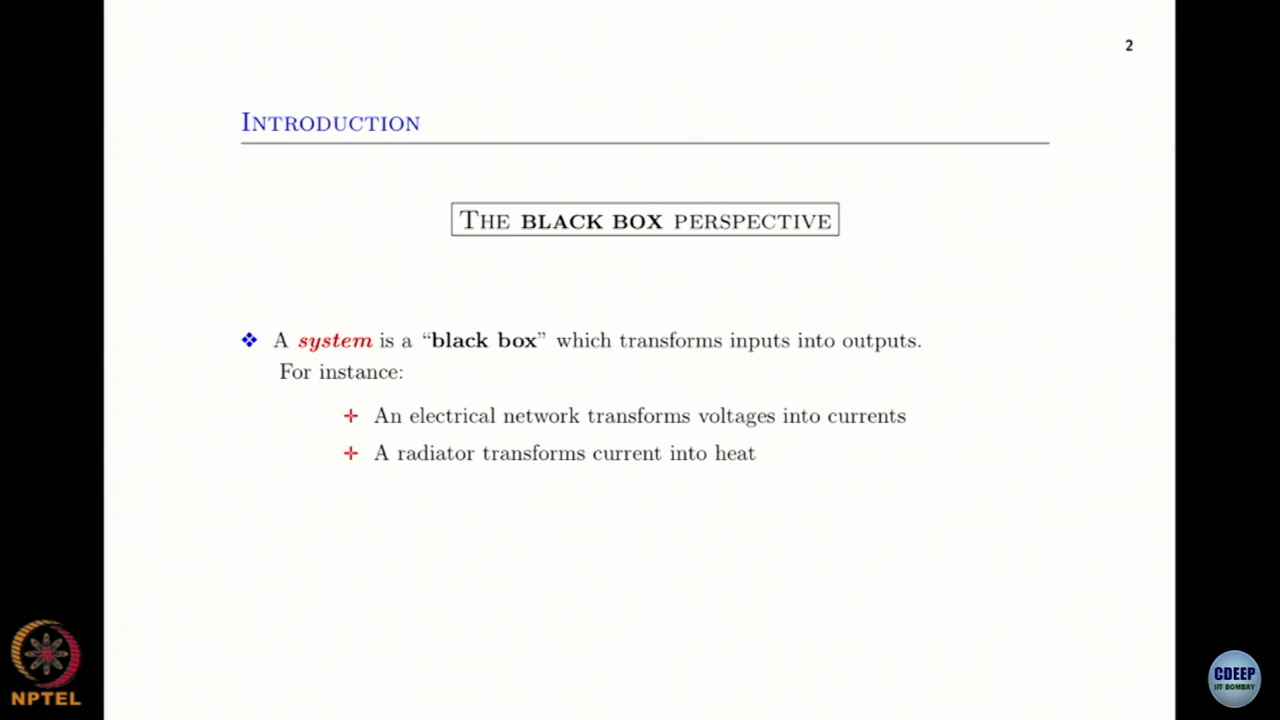 2
INTRODUCTION
THE BLACK BOX PERSPECTIVE
❖ A system is a “black box” which transforms inputs into outputs.
For instance:
✛ An electrical network transforms voltages into currents
✛ A radiator transforms current into heat
NPTEL
CDEEP
IIT BOMBAY